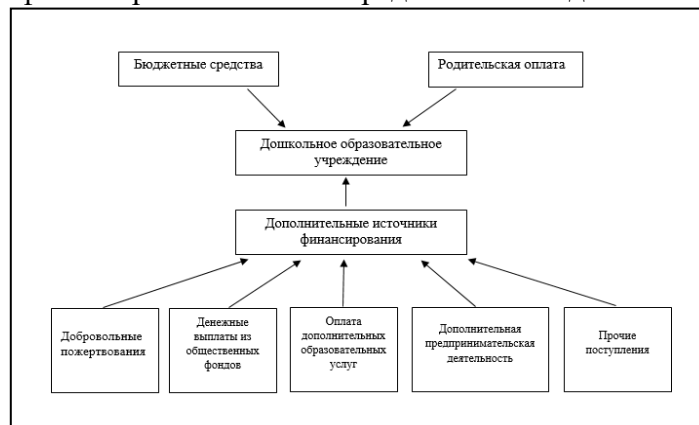 Бюджетные средства
Родительская оплата
Дошкольное образовательное
учреждение
Дополнительные источники
финансирования
Добровольные
пожертвования
Денежные
выплаты из
общественных
фондов
Оплата
дополнительных
образовательных
услуг
Дополнительная
предпринимательская
деятельность
Прочие
поступления